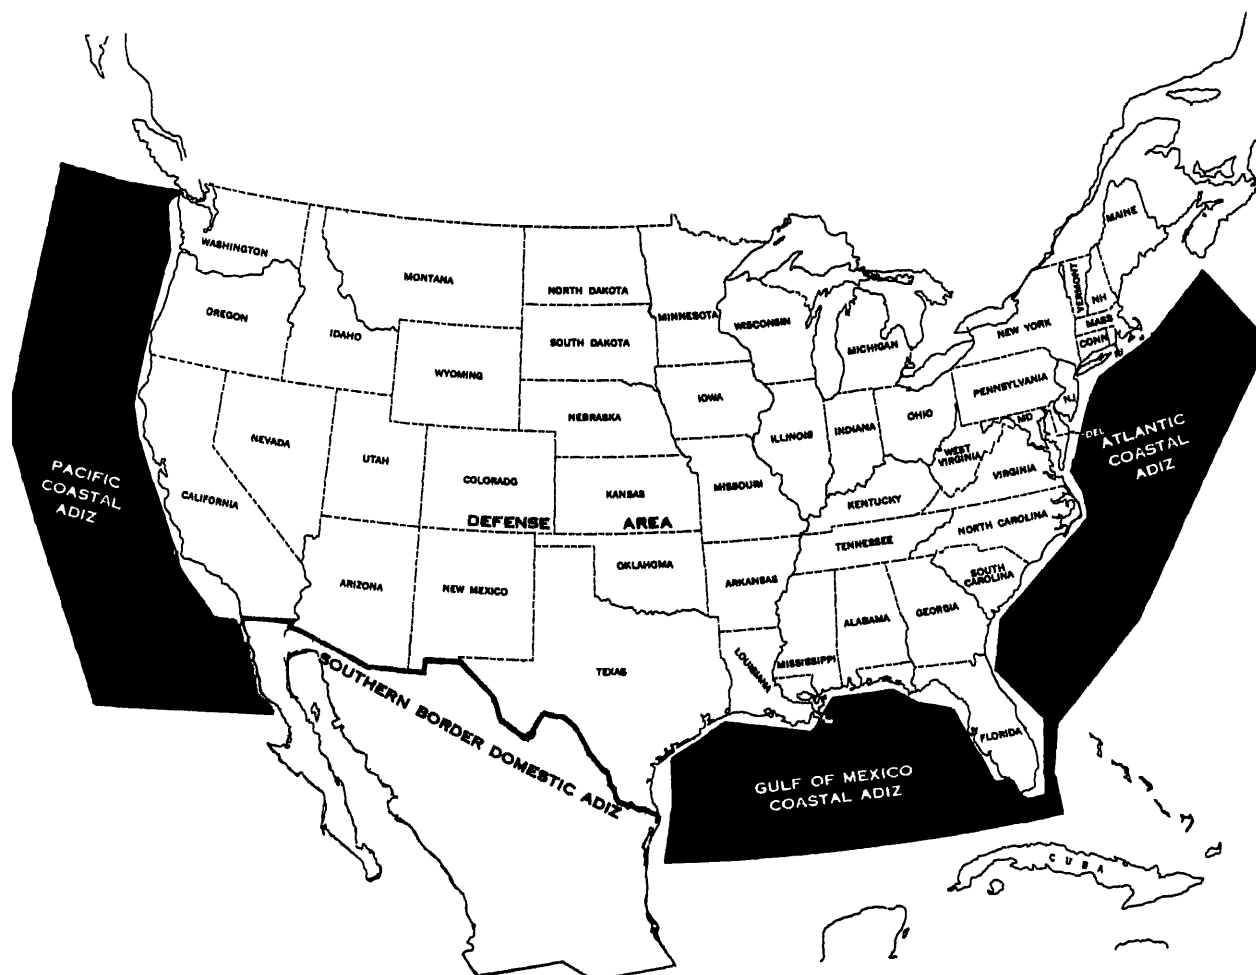 MAINE
WASHINGTON
MONTANA
NORTH DAKOTA
MINNESOTA
VERMONT
NH
OREGON
IDAHO
WISCONSIN
NEW YORK
MASS
CONN
SOUTH DAKOTA
MICHIGAN
WYOMING
PENNSYLVANIA
N.J.
IOWA
NEBRASKA
OHIO
MD
DEL
NEVADA
UTAH
ILLINOIS
INDIANA
WEST
VIRGINIA
ATLANTIC
COASTAL
ADIZ
PACIFIC
COASTAL
ADIZ
CALIFORNIA
COLORADO
KANSAS
MISSOURI
KENTUCKY
VIRGINIA
DEFENSE AREA
NORTH CAROLINA
TENNESSEE
ARIZONA
NEW MEXICO
OKLAHOMA
ARKANSAS
SOUTH
CAROLINA
ALABAMA
GEORGIA
TEXAS
LOUISIANA
MISSISSIPPI
SOUTHERN BORDER DOMESTIC ADIZ
FLORIDA
GULF OF MEXICO
COASTAL ADIZ
CUBA